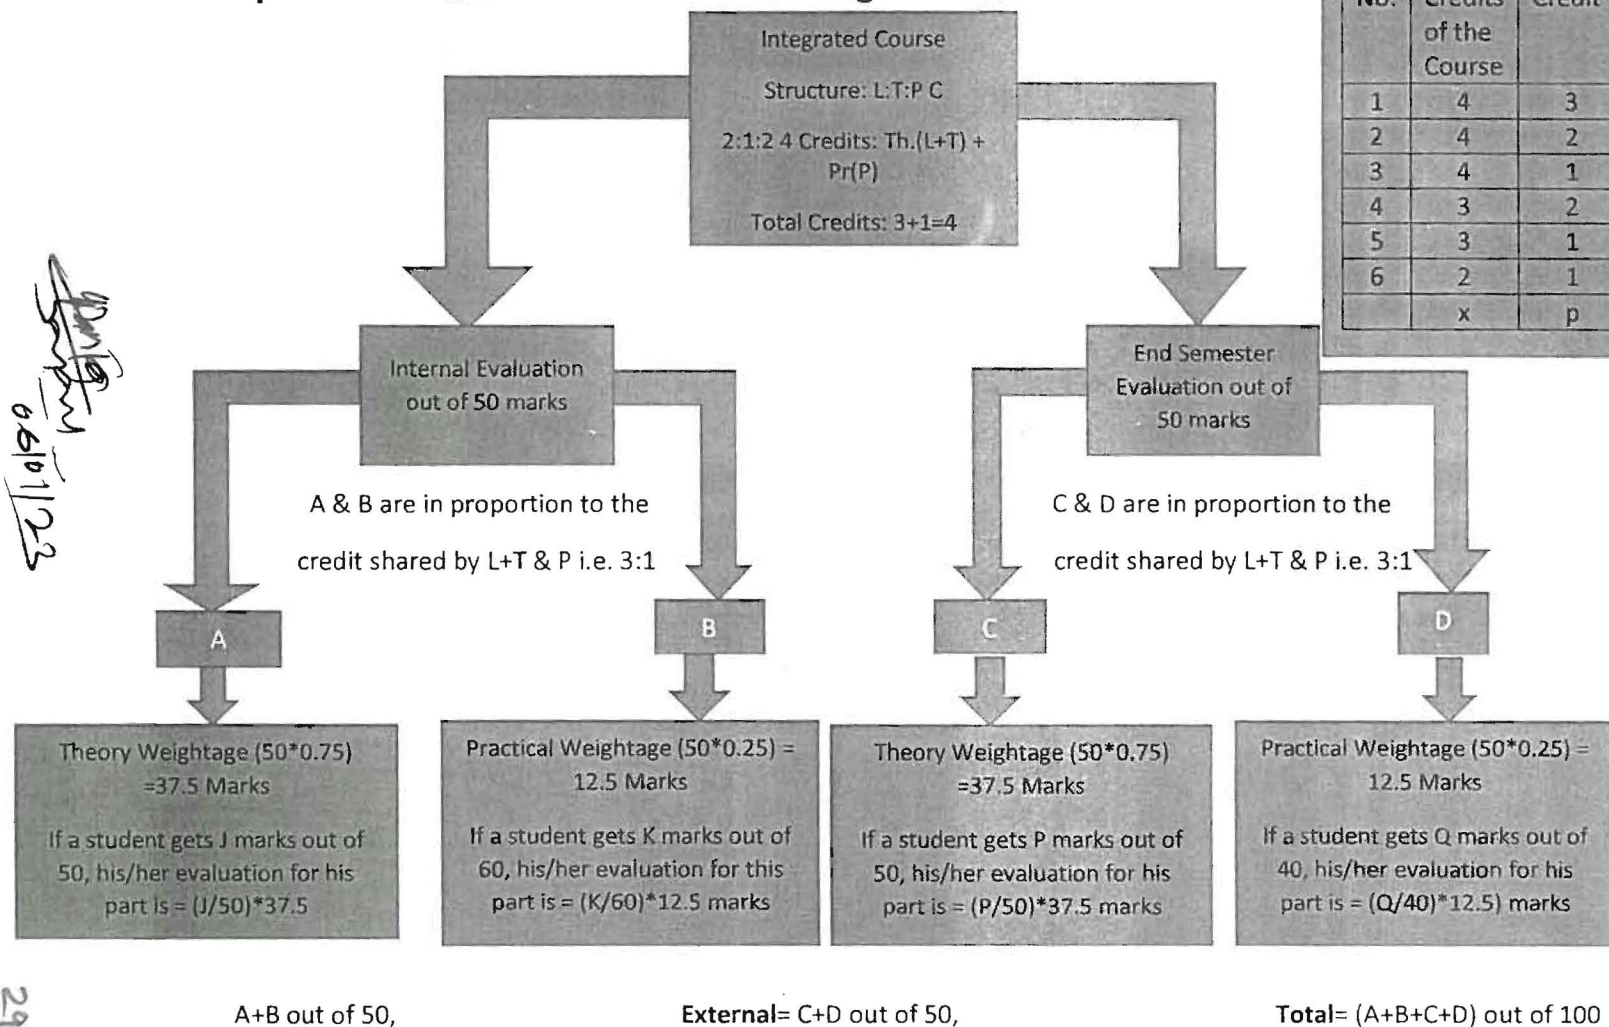 Integrated Course
Structure: L:T:P C
2:1:2 4 Credits: Th.(L+T) +
Pr(P)
Total Credits: 3+1=4
No. Credits Credit
of the
Course
1 4 3
2 4 2
3 4 1
4 3 2
5 3 1
6 2 1
x p
Internal Evaluation
out of 50 marks
End Semester
Evaluation out of
50 marks
A & B are in proportion to the
credit shared by L+T & P i.e. 3:1
C & D are in proportion to the
credit shared by L+T & P i.e. 3:1
A
B
C
D
Theory Weightage (50*0.75)
=37.5 Marks
If a student gets J marks out of
50, his/her evaluation for his
part is = (J/50)*37.5
Practical Weightage (50*0.25) =
12.5 Marks
If a student gets K marks out of
60, his/her evaluation for this
part is = (K/60)*12.5 marks
Theory Weightage (50*0.75)
=37.5 Marks
If a student gets P marks out of
50, his/her evaluation for his
part is = (P/50)*37.5 marks
Practical Weightage (50*0.25) =
12.5 Marks
If a student gets Q marks out of
40, his/her evaluation for his
part is = (Q/40)*12.5) marks
A+B out of 50,
External= C+D out of 50,
Total= (A+B+C+D) out of 100
06/01/23
29